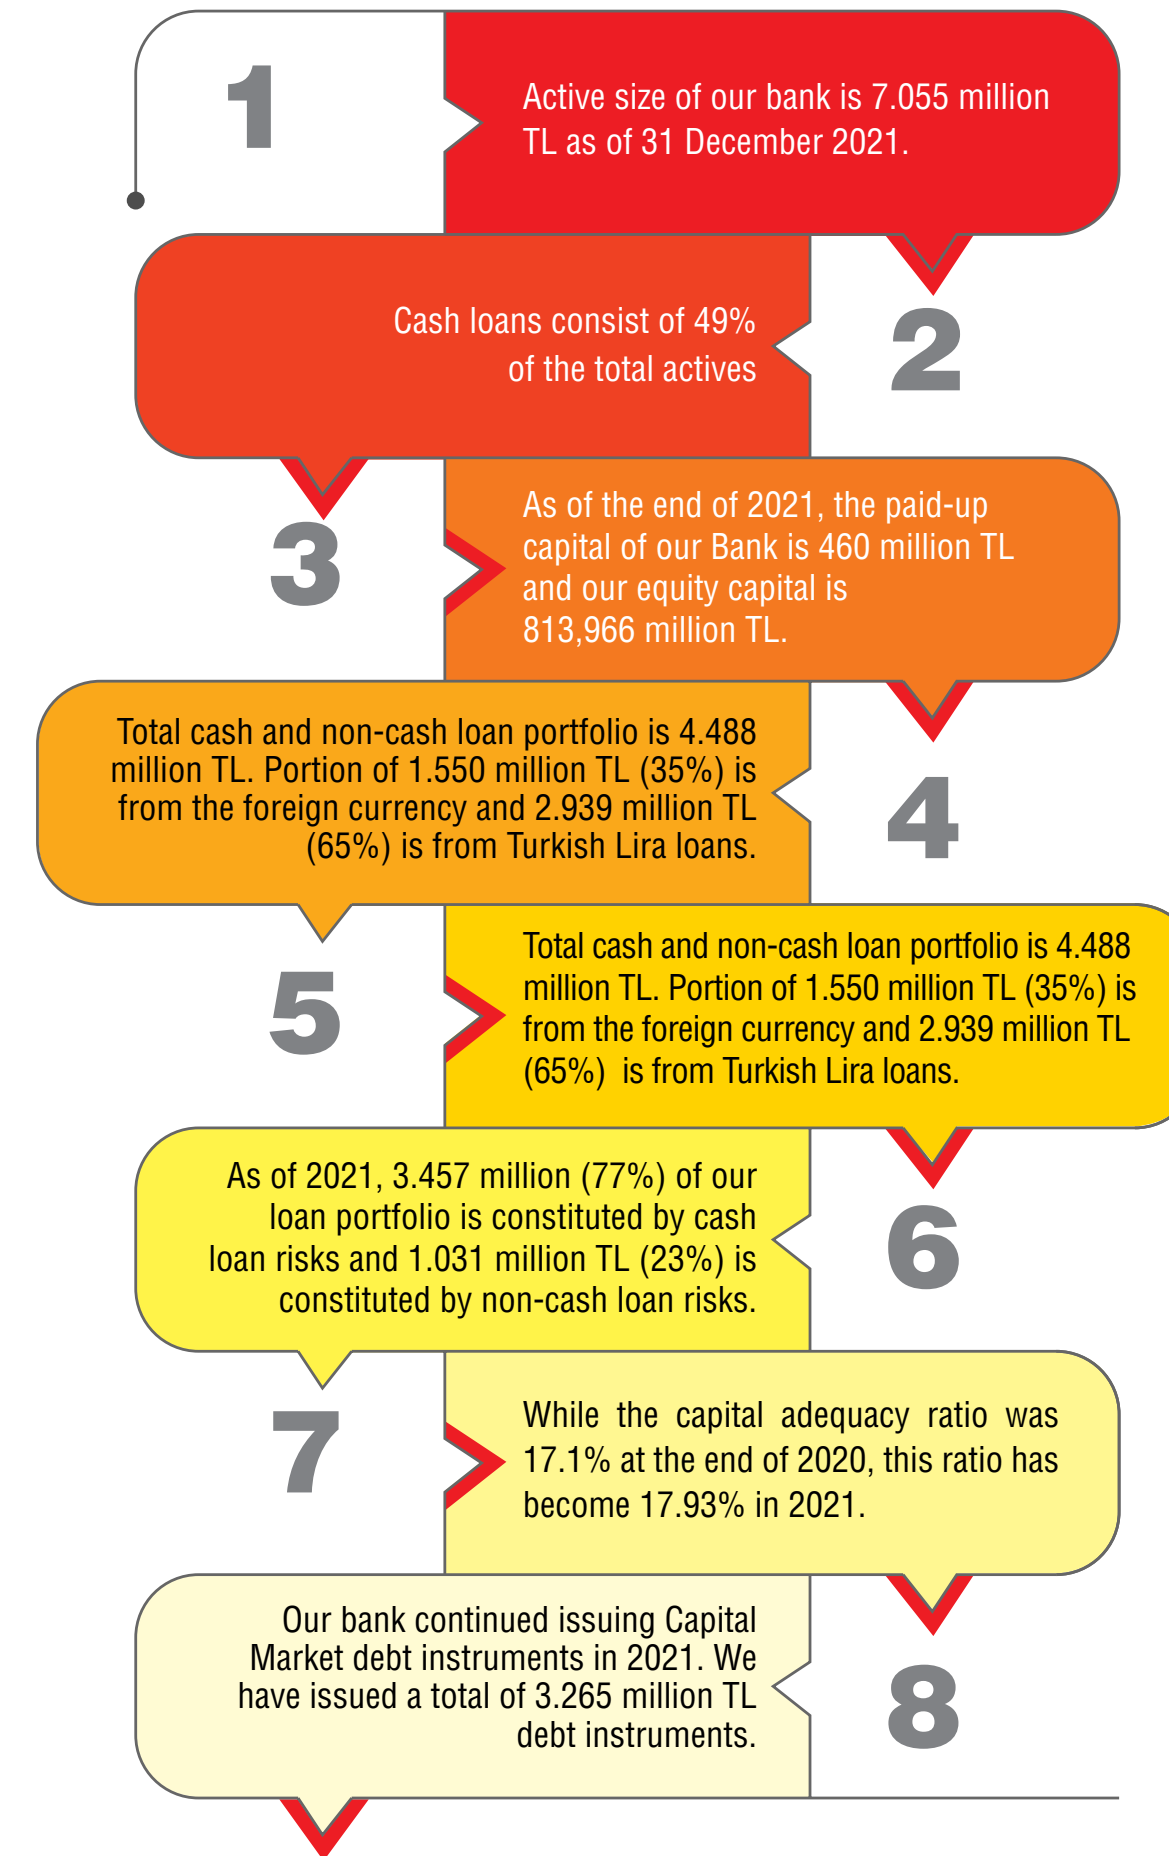 1
Active size of our bank is 7.055 million
TL as of 31 December 2021.
Cash loans consist of 49%
of the total actives
2
3
As of the end of 2021, the paid-up
capital of our Bank is 460 million TL
and our equity capital is
813,966 million TL.
Total cash and non-cash loan portfolio is 4.488
million TL. Portion of 1.550 million TL (35%) is
from the foreign currency and 2.939 million TL
(65%) is from Turkish Lira loans.
4
5
Total cash and non-cash loan portfolio is 4.488
million TL. Portion of 1.550 million TL (35%) is
from the foreign currency and 2.939 million TL
(65%) is from Turkish Lira loans.
As of 2021, 3.457 million (77%) of our
loan portfolio is constituted by cash
loan risks and 1.031 million TL (23%) is
constituted by non-cash loan risks.
6
7
While the capital adequacy ratio was
17.1% at the end of 2020, this ratio has
become 17.93% in 2021.
Our bank continued issuing Capital
Market debt instruments in 2021. We
have issued a total of 3.265 million TL
debt instruments.
8